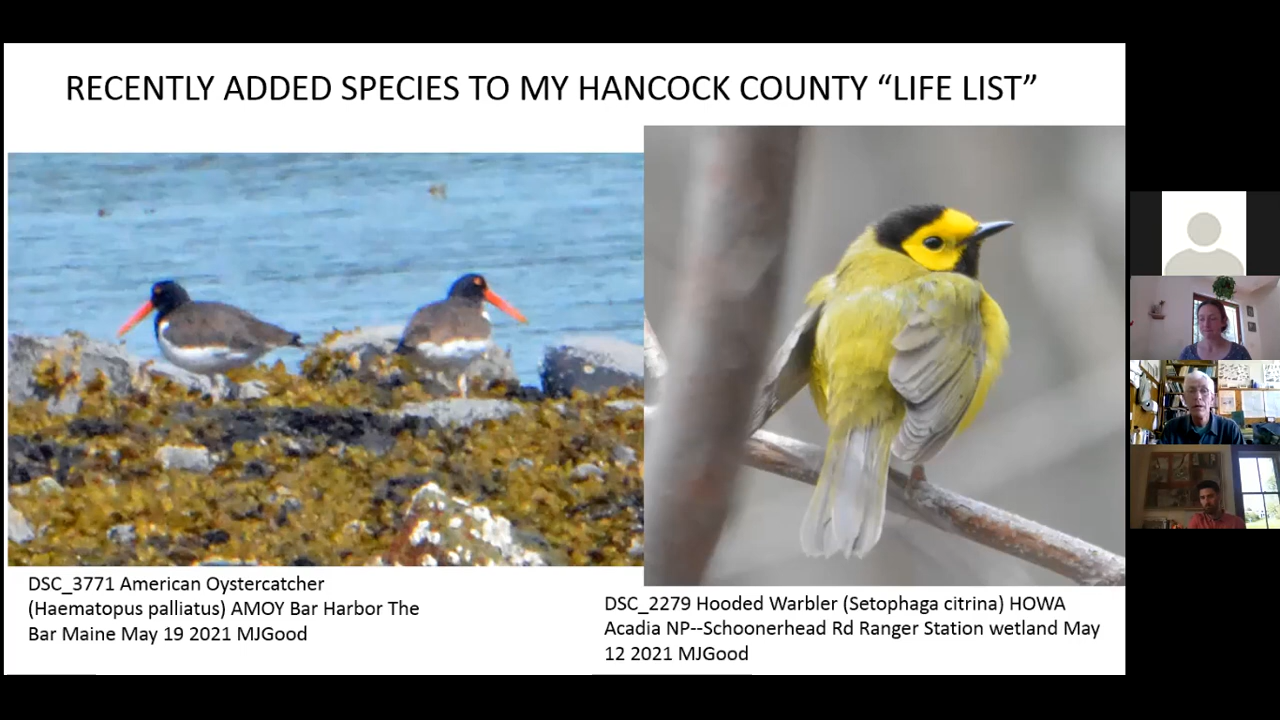 RECENTLY ADDED SPECIES TO MY HANCOCK COUNTY “LIFE LIST”
DSC_3771 American Oystercatcher
(Haematopus palliatus) AMOY Bar Harbor The
Bar Maine May 19 2021 MJGood
DSC_2279 Hooded Warbler (Setophaga citrina) HOWA
Acadia NP--Schoonerhead Rd Ranger Station wetland May
12 2021 MJGood